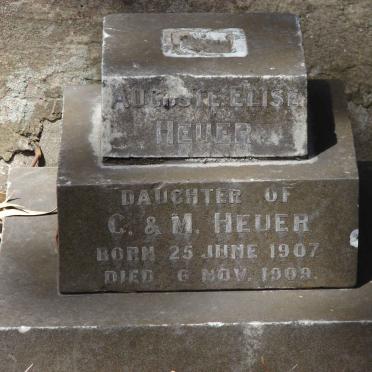 AUGUSTE ELISE
HEUER
DAUGHTER OF
C. & M. HEUER
BORN 25 JUNE 1907
DIED 6 NOV. 1909.